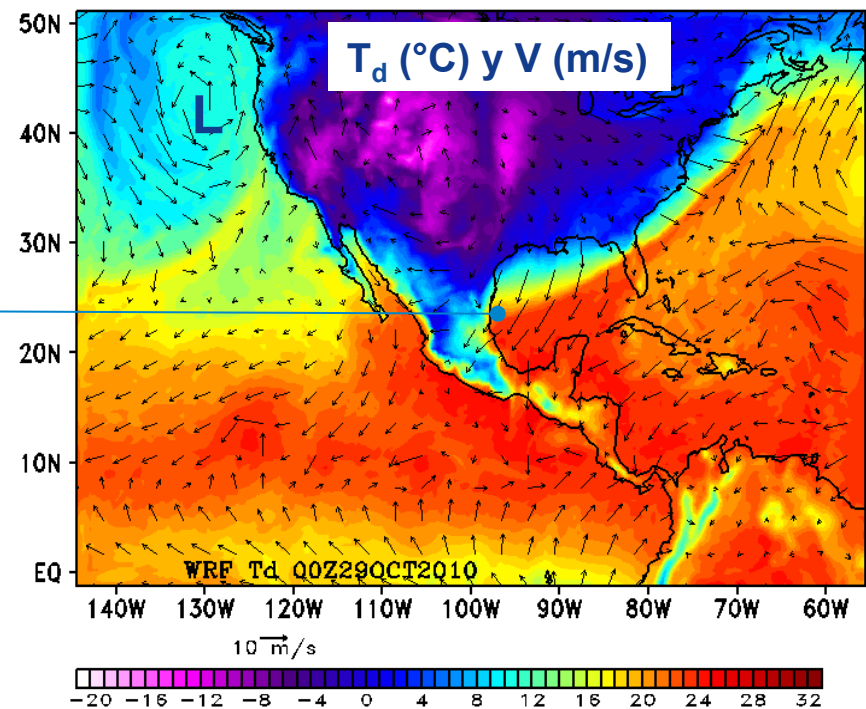 T_d (°C) y V (m/s)
50N
L
40N
30N
20N
10N
EQ
WRF Td 00Z29OCT2010
140W 130W 120W 110W 100W 90W 80W 70W 60W
10 m/s
-20 -16 -12 -8 -4 0 4 8 12 16 20 24 28 32